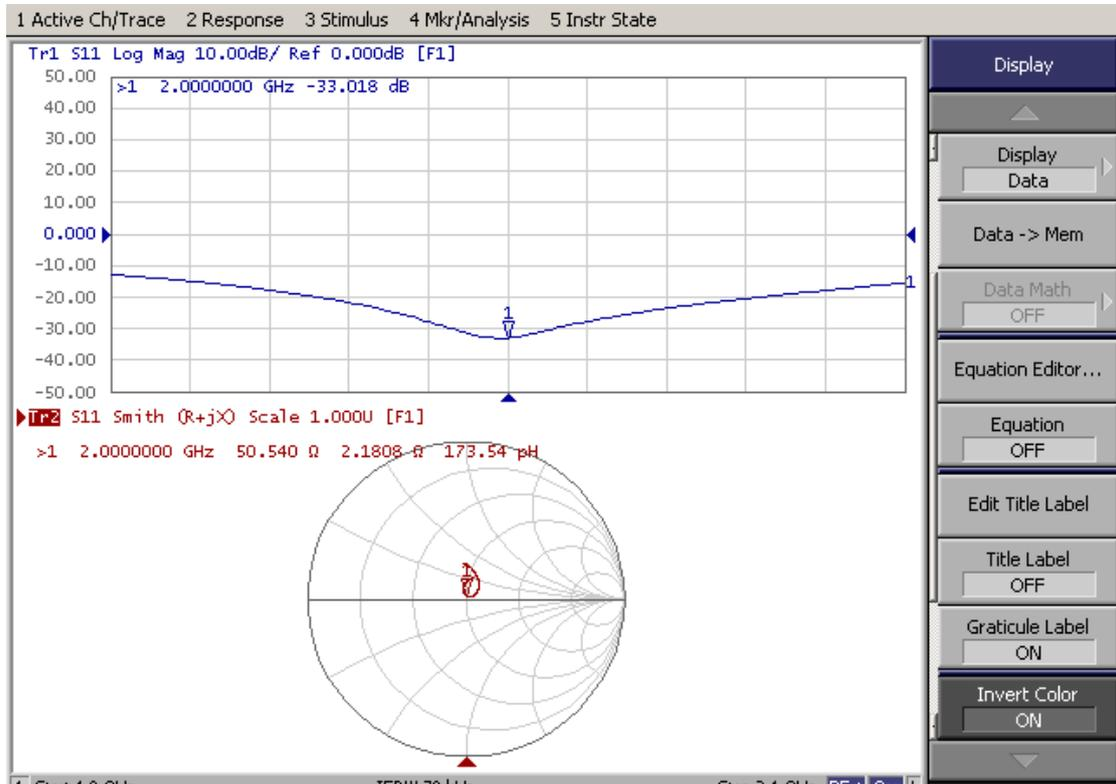 1 Active Ch/Trace 2 Response 3 Stimulus 4 Mkr/Analysis 5 Instr State
Tr1 S11 Log Mag 10.00dB/ Ref 0.000dB [F1]
50.00
>1 2.0000000 GHz -33.018 dB
40.00
30.00
20.00
10.00
0.000
-10.00
-20.00
-30.00
-40.00
-50.00
1
1
Tr2 S11 Smith (R+jX) Scale 1.000U [F1]
>1 2.0000000 GHz 50.540 Ω 2.1808 Ω 173.54 pH
1
Display
Display
Data
Data -> Mem
Data Math
OFF
Equation Editor...
Equation
OFF
Edit Title Label
Title Label
OFF
Graticule Label
ON
Invert Color
ON